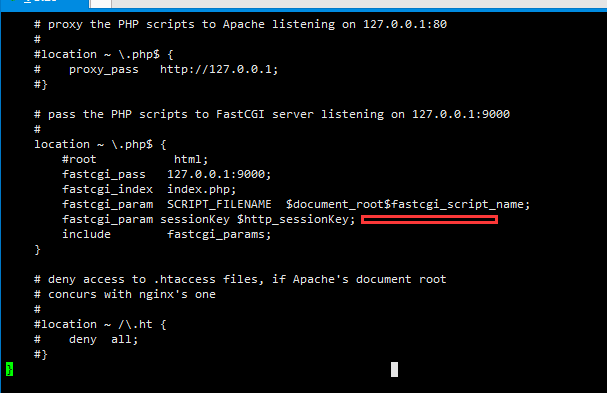 # proxy the PHP scripts to Apache listening on 127.0.0.1:80
#
#location ~ \.php$ {
#    proxy_pass   http://127.0.0.1;
#}
# pass the PHP scripts to FastCGI server listening on 127.0.0.1:9000
#
location ~ \.php$ {
    #root           html;
    fastcgi_pass   127.0.0.1:9000;
    fastcgi_index  index.php;
    fastcgi_param  SCRIPT_FILENAME  $document_root$fastcgi_script_name;
    fastcgi_param sessionKey $http_sessionKey;
    include        fastcgi_params;
}
# deny access to .htaccess files, if Apache's document root
# concurs with nginx's one
#
#location ~ /\.ht {
#    deny  all;
#}
}